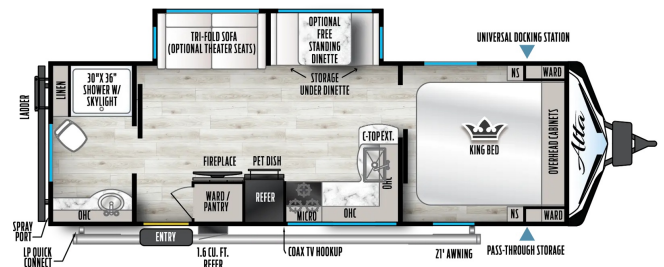 TRI-FOLD SOFA
(OPTIONAL THEATER SEATS)
OPTIONAL
FREE
STANDING
DINETTE
STORAGE
UNDER DINETTE
UNIVERSAL DOCKING STATION
NS
WARD
LADDER
LINEN
30"X 36"
SHOWER W/
SKYLIGHT
C-TOP EXT.
OHC
KING BED
OVERHEAD CABINETS
Alta
FIREPLACE
PET DISH
WARD /
PANTRY
REFER
MICRO
OHC
OHC
NS
WARD
SPRAY
PORT
LP QUICK
CONNECT
ENTRY
1.6 CU. FT.
REFER
COAX TV HOOKUP
21' AWNING
PASS-THROUGH STORAGE